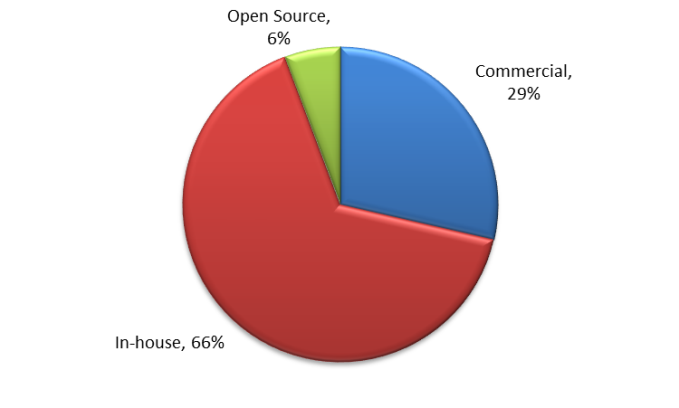 Open Source,
6%
Commercial,
29%
In-house, 66%